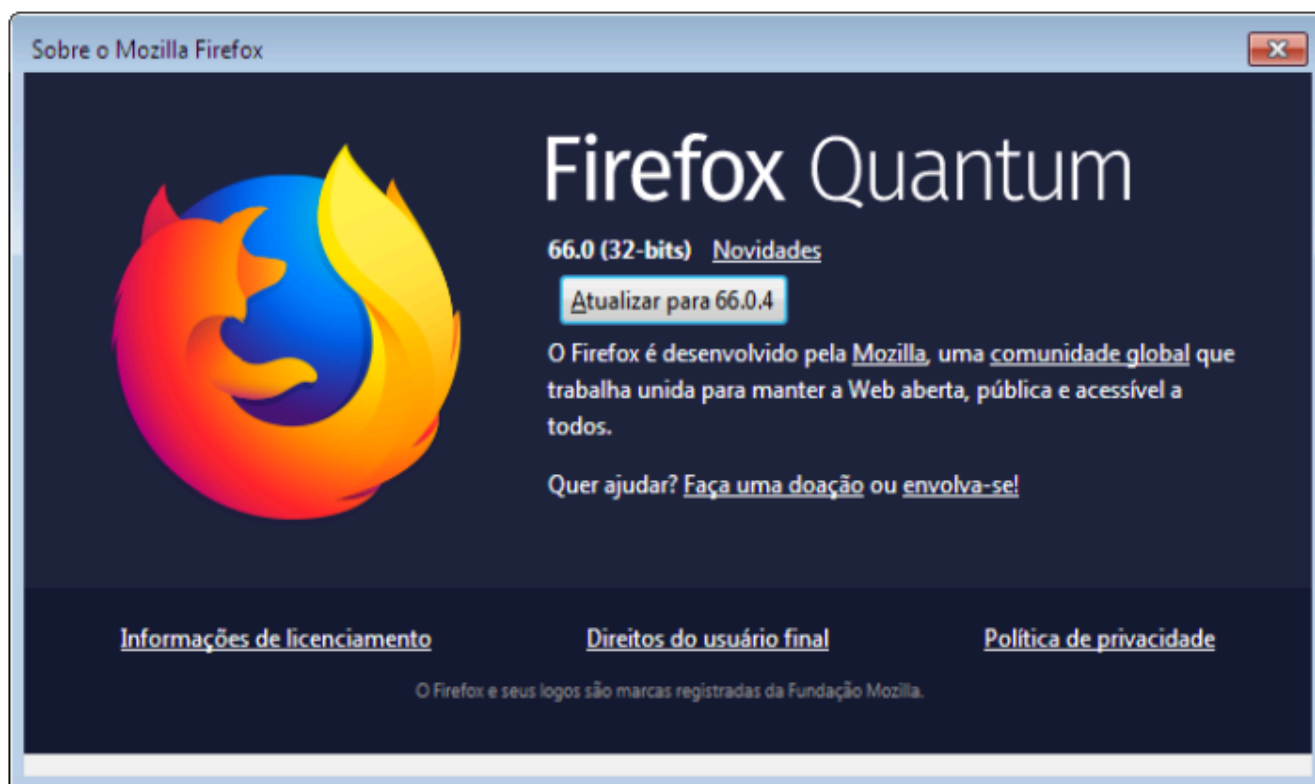 Sobre o Mozilla Firefox
Firefox Quantum
66.0 (32-bits) Novidades
Atualizar para 66.0.4
O Firefox é desenvolvido pela Mozilla, uma comunidade global que
trabalha unida para manter a Web aberta, pública e acessível a
todos.
Quer ajudar? Faça uma doação ou envolva-se!
Informações de licenciamento Direitos do usuário final Política de privacidade
O Firefox e seus logos são marcas registradas da Fundação Mozilla.